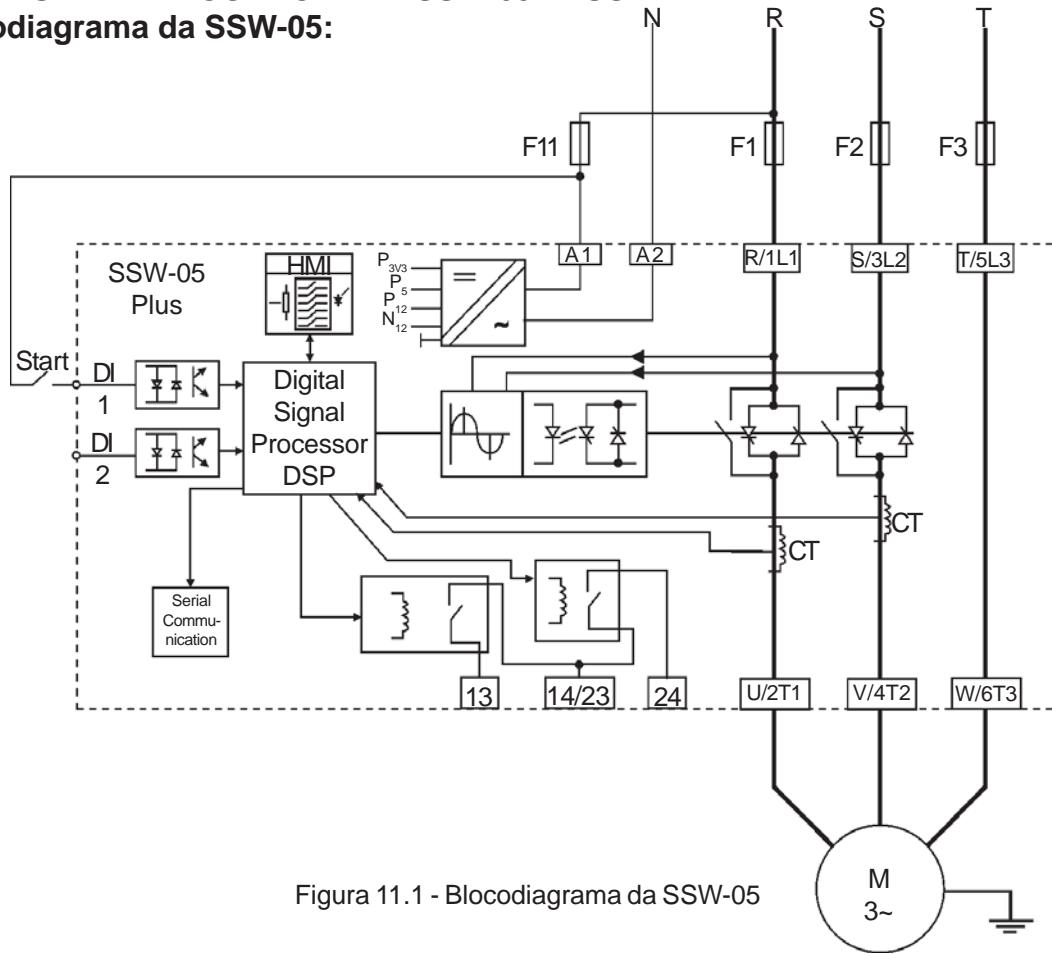 odiagrama da SSW-05:
N
R
S
T
F11
F1
F2
F3
A1
A2
R/1L1
S/3L2
T/5L3
SSW-05
Plus
HMI
P3V3
P5
P12
N12
=
~
Start
DI
1
DI
2
Digital
Signal
Processor
DSP
CT
CT
Serial
Commu-
nication
13
14/23
24
U/2T1
V/4T2
W/6T3
M
3~
Figura 11.1 - Blocodiagrama da SSW-05